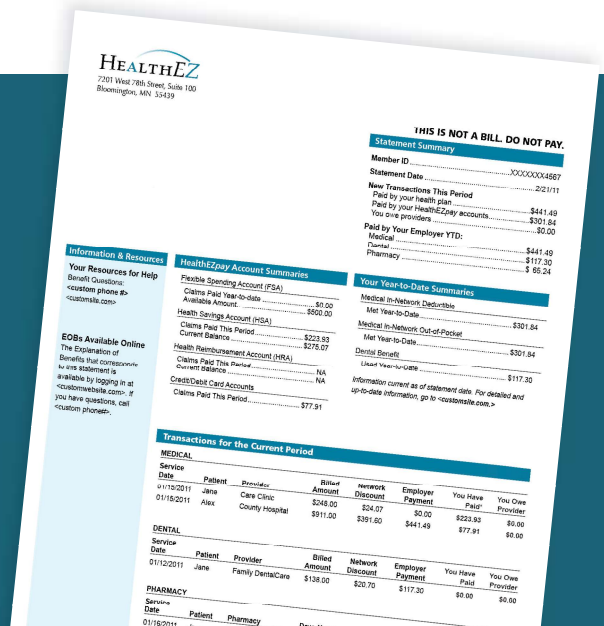 HEALTHEZ
7201 West 78th Street, Suite 100
Bloomington, MN 55439
THIS IS NOT A BILL. DO NOT PAY.
Statement Summary
Member ID XXXXXXX4567
Statement Date 2/21/11
New Transactions This Period
Paid by your health plan $441.49
Paid by your HealthEZpay accounts $301.84
You owe providers $0.00
Paid by Your Employer YTD:
Medical $441.49
Dental $117.30
Pharmacy $ 65.24
Information & Resources
Your Resources for Help
Benefit Questions:
<custom phone #>
<customsite.com>
EOBs Available Online
The Explanation of
Benefits that corresponds
to this statement is
available by logging in at
<customwebsite.com>. If
you have questions, call
<custom phone#>.
HealthEZpay Account Summaries
Flexible Spending Account (FSA)
Claims Paid Year-to-date $0.00
Available Amount. $500.00
Health Savings Account (HSA)
Claims Paid This Period $223.93
Current Balance $275.07
Health Reimbursement Account (HRA)
Claims Paid This Period NA
Current Balance NA
Credit/Debit Card Accounts
Claims Paid This Period $77.91
Your Year-to-Date Summaries
Medical In-Network Deductible
Met Year-to-Date $301.84
Medical In-Network Out-of-Pocket
Met Year-to-Date $301.84
Dental Benefit
Used Year-to-Date $117.30
Information current as of statement date. For detailed and
up-to-date information, go to <customsite.com.>
Transactions for the Current Period
MEDICAL
Service Date Patient Provider Billed Amount Network Discount Employer Payment You Have Paid* You Owe Provider
01/15/2011 Jane Care Clinic $248.00 $24.07 $0.00 $223.93 $0.00
01/15/2011 Alex County Hospital $911.00 $391.60 $441.49 $77.91 $0.00
DENTAL
Service Date Patient Provider Billed Amount Network Discount Employer Payment You Have Paid You Owe Provider
01/12/2011 Jane Family DentalCare $138.00 $20.70 $117.30 $0.00 $0.00
PHARMACY
Service Date Patient Pharmacy
01/16/2011